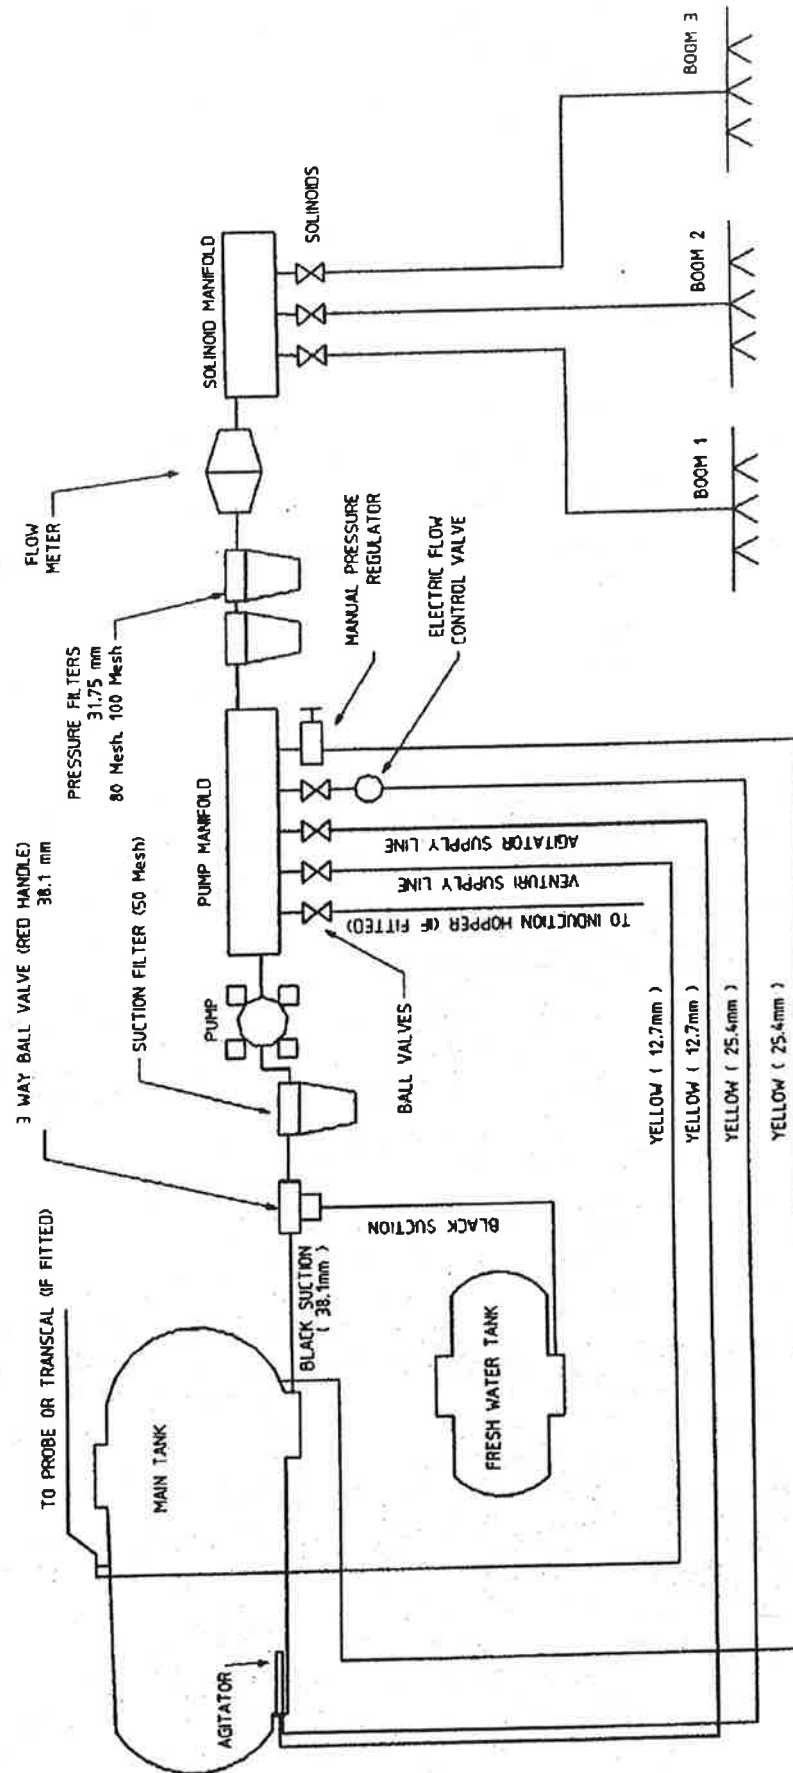 TO PROBE OR TRANSCAL (IF FITTED)
3 WAY BALL VALVE (RED HANDLE)
38.1 mm
SUCTION FILTER (50 Mesh)
PRESSURE FILTERS
31.75 mm
80 Mesh. 100 Mesh
FLOW
METER
SOLINOID MANIFOLD
SOLINOIDS
PUMP MANIFOLD
PUMP
MAIN TANK
AGITATOR
BLACK SUCTION
( 38.1mm )
BLACK SUCTION
FRESH WATER TANK
BALL VALVES
MANUAL PRESSURE
REGULATOR
ELECTRIC FLOW
CONTROL VALVE
AGITATOR SUPPLY LINE
VENTURI SUPPLY LINE
TO INDUCTION HOPPER (IF FITTED)
YELLOW ( 12.7mm )
YELLOW ( 12.7mm )
YELLOW ( 25.4mm )
YELLOW ( 25.4mm )
BOOM 1
BOOM 2
BOOM 3